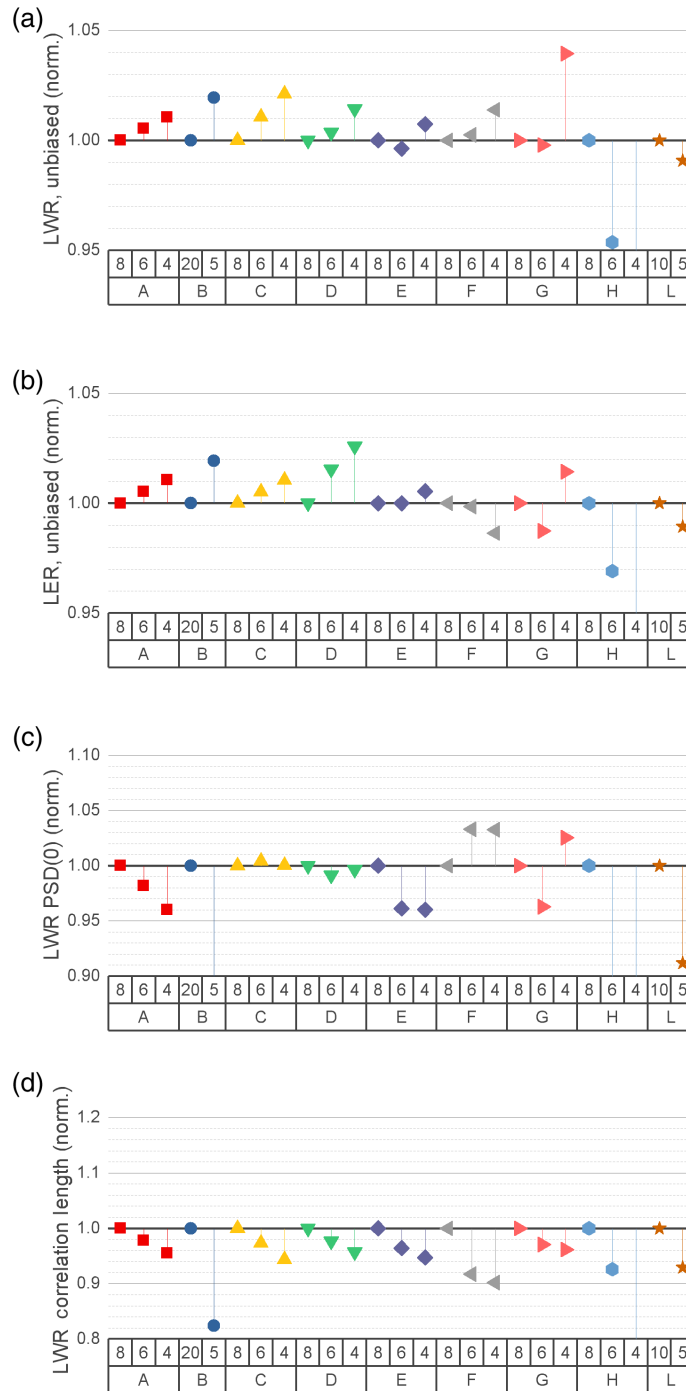 (a)
LWR, unbiased (norm.)
1.05
1.00
0.95
8 6 4 20 5 8 6 4 8 6 4 8 6 4 8 6 4 8 6 4 8 6 4 10 5
A B C D E F G H L
(b)
LER, unbiased (norm.)
1.05
1.00
0.95
8 6 4 20 5 8 6 4 8 6 4 8 6 4 8 6 4 8 6 4 8 6 4 10 5
A B C D E F G H L
(c)
LWR PSD(0) (norm.)
1.10
1.05
1.00
0.95
0.90
8 6 4 20 5 8 6 4 8 6 4 8 6 4 8 6 4 8 6 4 8 6 4 10 5
A B C D E F G H L
(d)
LWR correlation length (norm.)
1.2
1.1
1.0
0.9
0.8
8 6 4 20 5 8 6 4 8 6 4 8 6 4 8 6 4 8 6 4 8 6 4 10 5
A B C D E F G H L